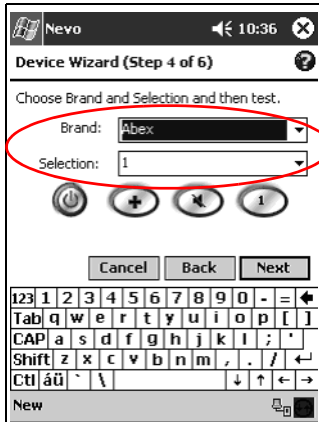 Nevo 10:36
Device Wizard (Step 4 of 6) ?
Choose Brand and Selection and then test.
Brand: Abex
Selection: 1
1
Cancel Back Next
123 1 2 3 4 5 6 7 8 9 0 - =
Tab q w e r t y u i o p [ ]
CAP a s d f g h j k l ; '
Shift z x c v b n m , . /
Ctl áü ` \
New